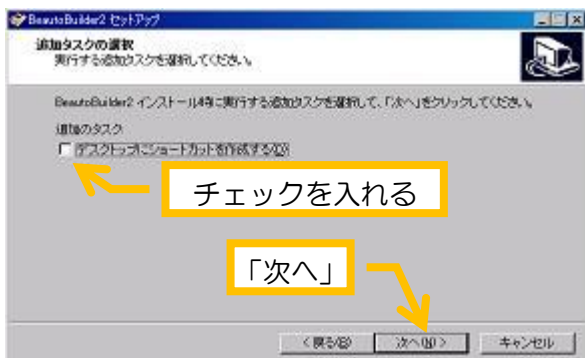 BeautoBuilder2 セットアップ
追加タスクの選択
実行する追加タスクを選択してください。
BeautoBuilder2 インストール時に実行する追加タスクを選択して、「次へ」をクリックしてください。
追加のタスク
デスクトップにショートカットを作成する(D)
チェックを入れる
「次へ」
< 戻る(B)
次へ(N) >
キャンセル